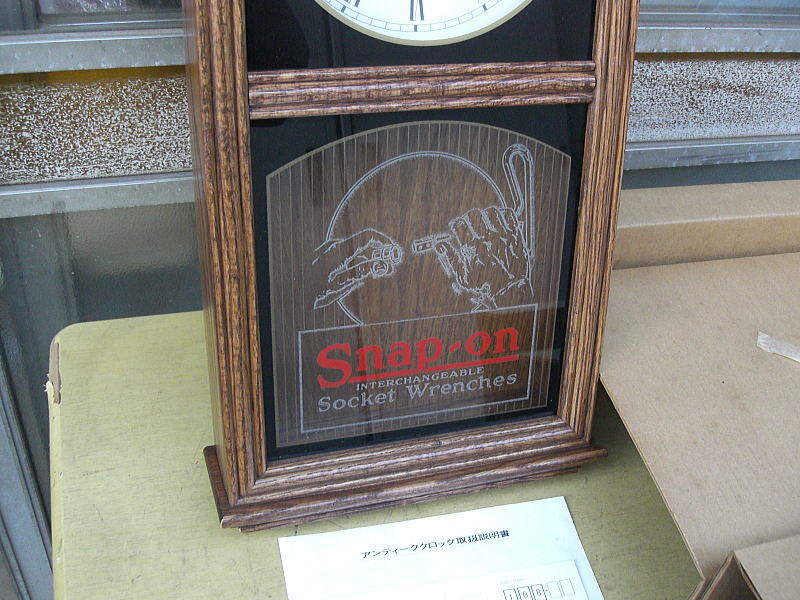 Snap-on
INTERCHANGEABLE
Socket Wrenches
アンティーククロック取扱説明書
108-